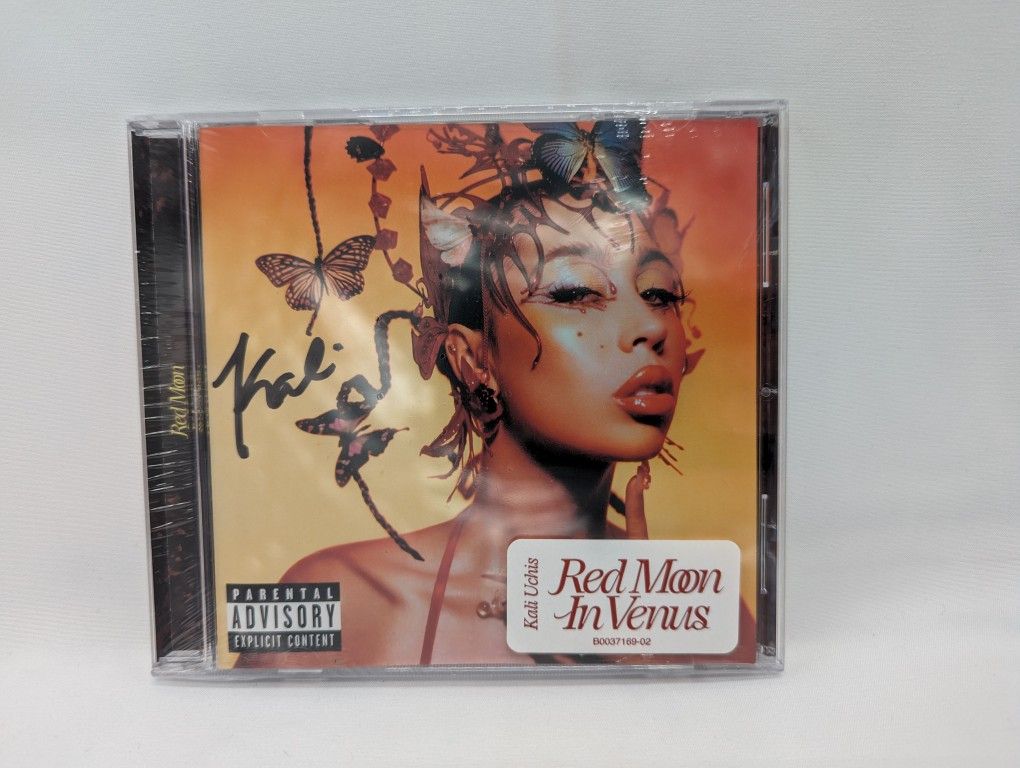 Red Moon
Kali
PARENTAL
ADVISORY
EXPLICIT CONTENT
Kali Uchis
Red Moon
In Venus
B0037169-02